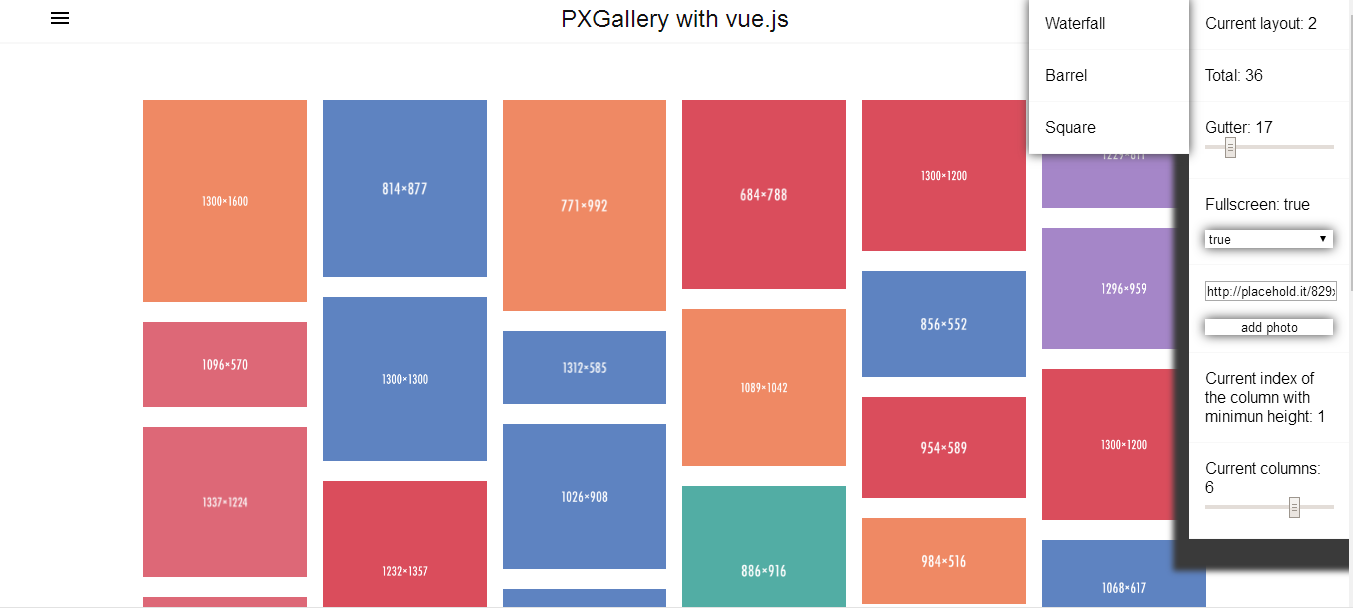 PXGallery with vue.js
Waterfall
Barrel
Square
Current layout: 2
Total: 36
Gutter: 17
Fullscreen: true
true
http://placehold.it/829x
add photo
Current index of
the column with
minimun height: 1
Current columns:
6
1300×1600
1096×570
1337×1224
814×877
1300×1300
1232×1357
771×992
1312×585
1026×908
684×788
1089×1042
886×916
1300×1200
856×552
954×589
984×516
1296×959
1300×1200
1068×617